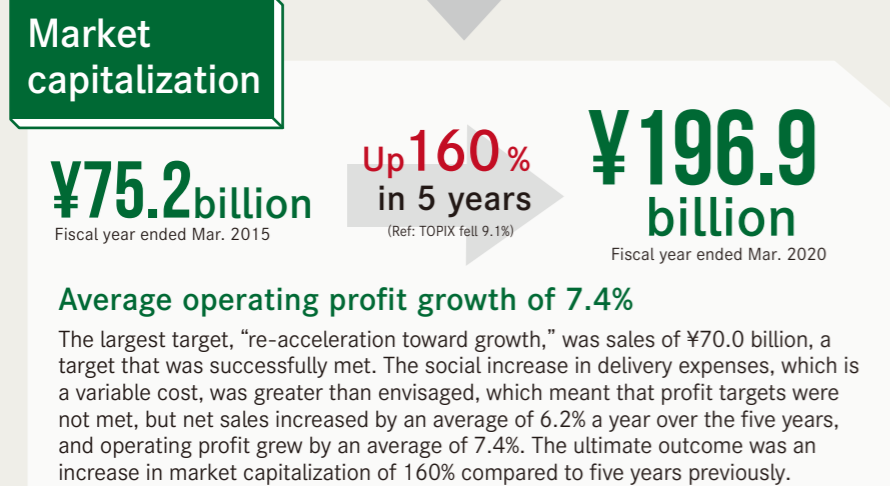 Market
capitalization
¥75.2 billion
Fiscal year ended Mar. 2015
Up 160 %
in 5 years
(Ref: TOPIX fell 9.1%)
¥196.9
billion
Fiscal year ended Mar. 2020
Average operating profit growth of 7.4%
The largest target, “re-acceleration toward growth,” was sales of ¥70.0 billion, a
target that was successfully met. The social increase in delivery expenses, which is
a variable cost, was greater than envisaged, which meant that profit targets were
not met, but net sales increased by an average of 6.2% a year over the five years,
and operating profit grew by an average of 7.4%. The ultimate outcome was an
increase in market capitalization of 160% compared to five years previously.